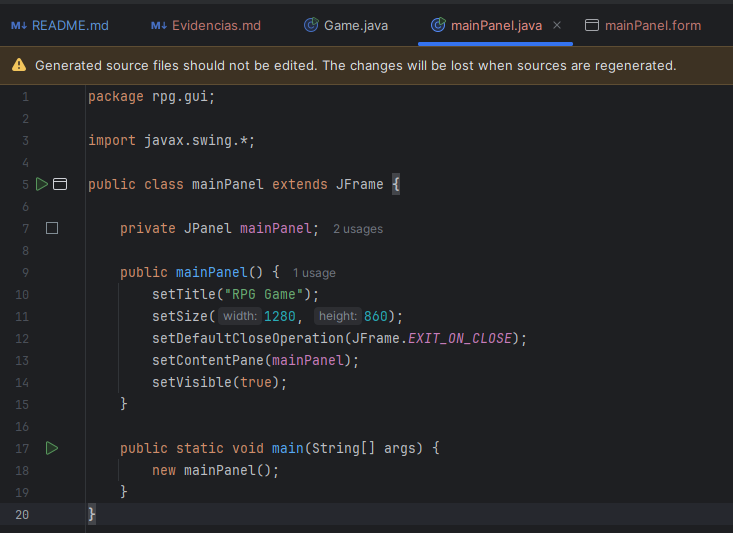 M↓ README.md M↓ Evidencias.md Game.java mainPanel.java × mainPanel.form
Generated source files should not be edited. The changes will be lost when sources are regenerated.
1 package rpg.gui;
2
3 import javax.swing.*;
4
5 public class mainPanel extends JFrame {
6
7 private JPanel mainPanel; 2 usages
8
9 public mainPanel() { 1 usage
10 setTitle("RPG Game");
11 setSize( width: 1280, height: 860);
12 setDefaultCloseOperation(JFrame.EXIT_ON_CLOSE);
13 setContentPane(mainPanel);
14 setVisible(true);
15 }
16
17 public static void main(String[] args) {
18 new mainPanel();
19 }
20 }